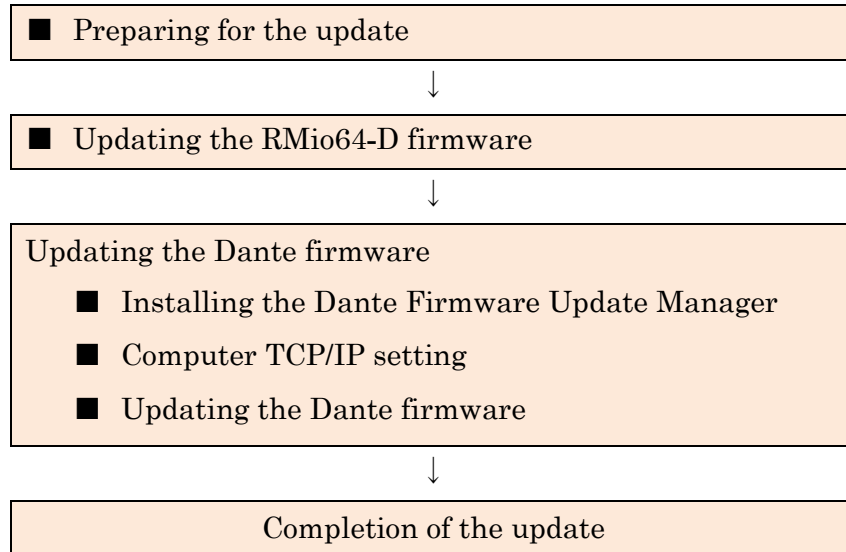 ■ Preparing for the update
↓
■ Updating the RMio64-D firmware
↓
Updating the Dante firmware
■ Installing the Dante Firmware Update Manager
■ Computer TCP/IP setting
■ Updating the Dante firmware
↓
Completion of the update